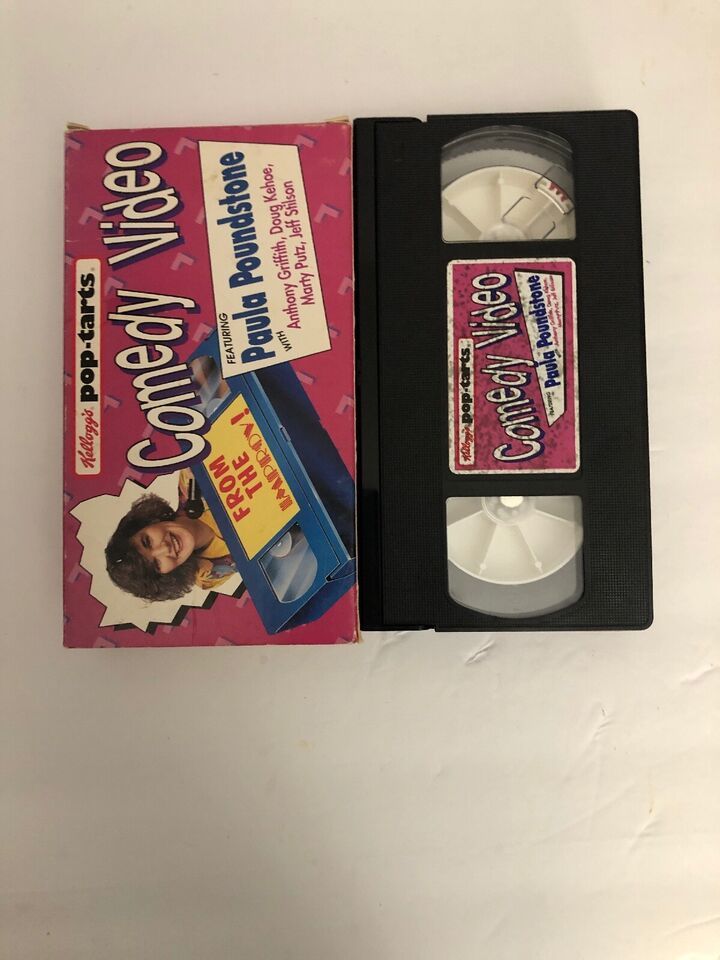 Kellogg's pop-tarts®
Comedy Video
FEATURING
Paula Poundstone
WITH
Anthony Griffith, Doug Kehoe,
Marty Putz, Jeff Stilson
FROM
THE
IMPROV!
Kellogg's pop-tarts
Comedy Video
FEATURING
Paula Poundstone